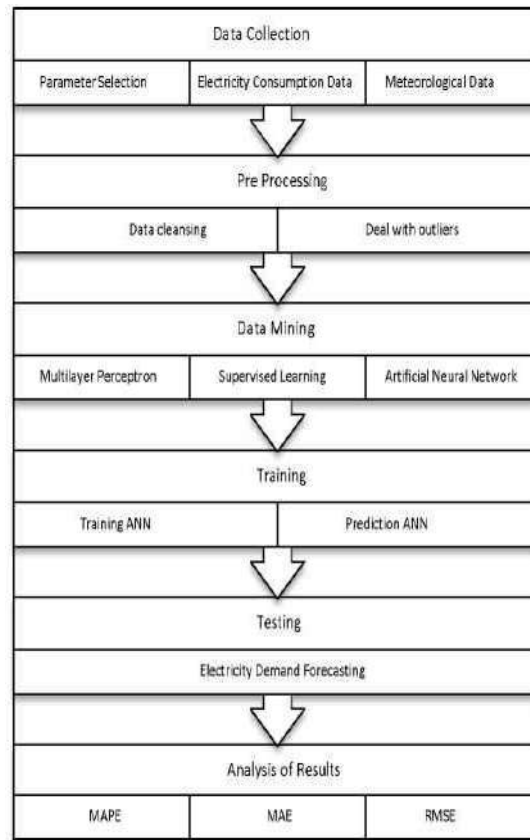 Data Collection
Parameter Selection Electricity Consumption Data Meteorological Data
Pre Processing
Data cleansing Deal with outliers
Data Mining
Multilayer Perceptron Supervised Learning Artificial Neural Network
Training
Training ANN Prediction ANN
Testing
Electricity Demand Forecasting
Analysis of Results
MAPE MAE RMSE